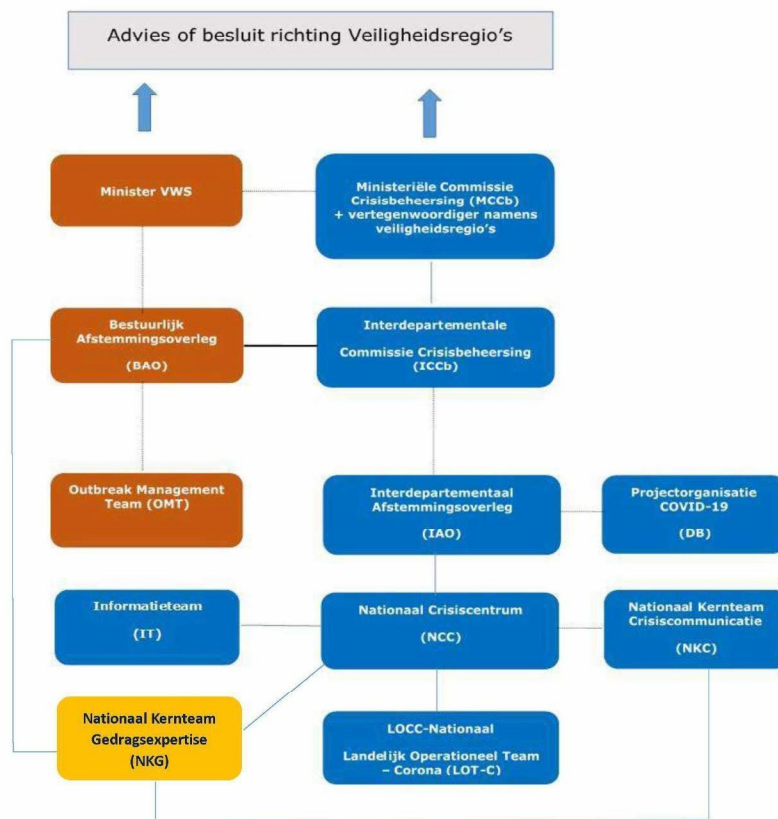 Advies of besluit richting Veiligheidsregio's
Minister VWS
Ministeriële Commissie
Crisisbeheersing (MCCb)
+ vertegenwoordiger namens
veiligheidsregio's
Bestuurlijk
Afstemmingsoverleg
(BAO)
Interdepartementale
Commissie Crisisbeheersing
(ICCb)
Outbreak Management
Team (OMT)
Interdepartementaal
Afstemmingsoverleg
(IAO)
Projectorganisatie
COVID-19
(DB)
Informatieteam
(IT)
Nationaal Crisiscentrum
(NCC)
Nationaal Kernteam
Crisiscommunicatie
(NKC)
Nationaal Kernteam
Gedragsexpertise
(NKG)
LOCC-Nationaal
Landelijk Operationeel Team
– Corona (LOT-C)